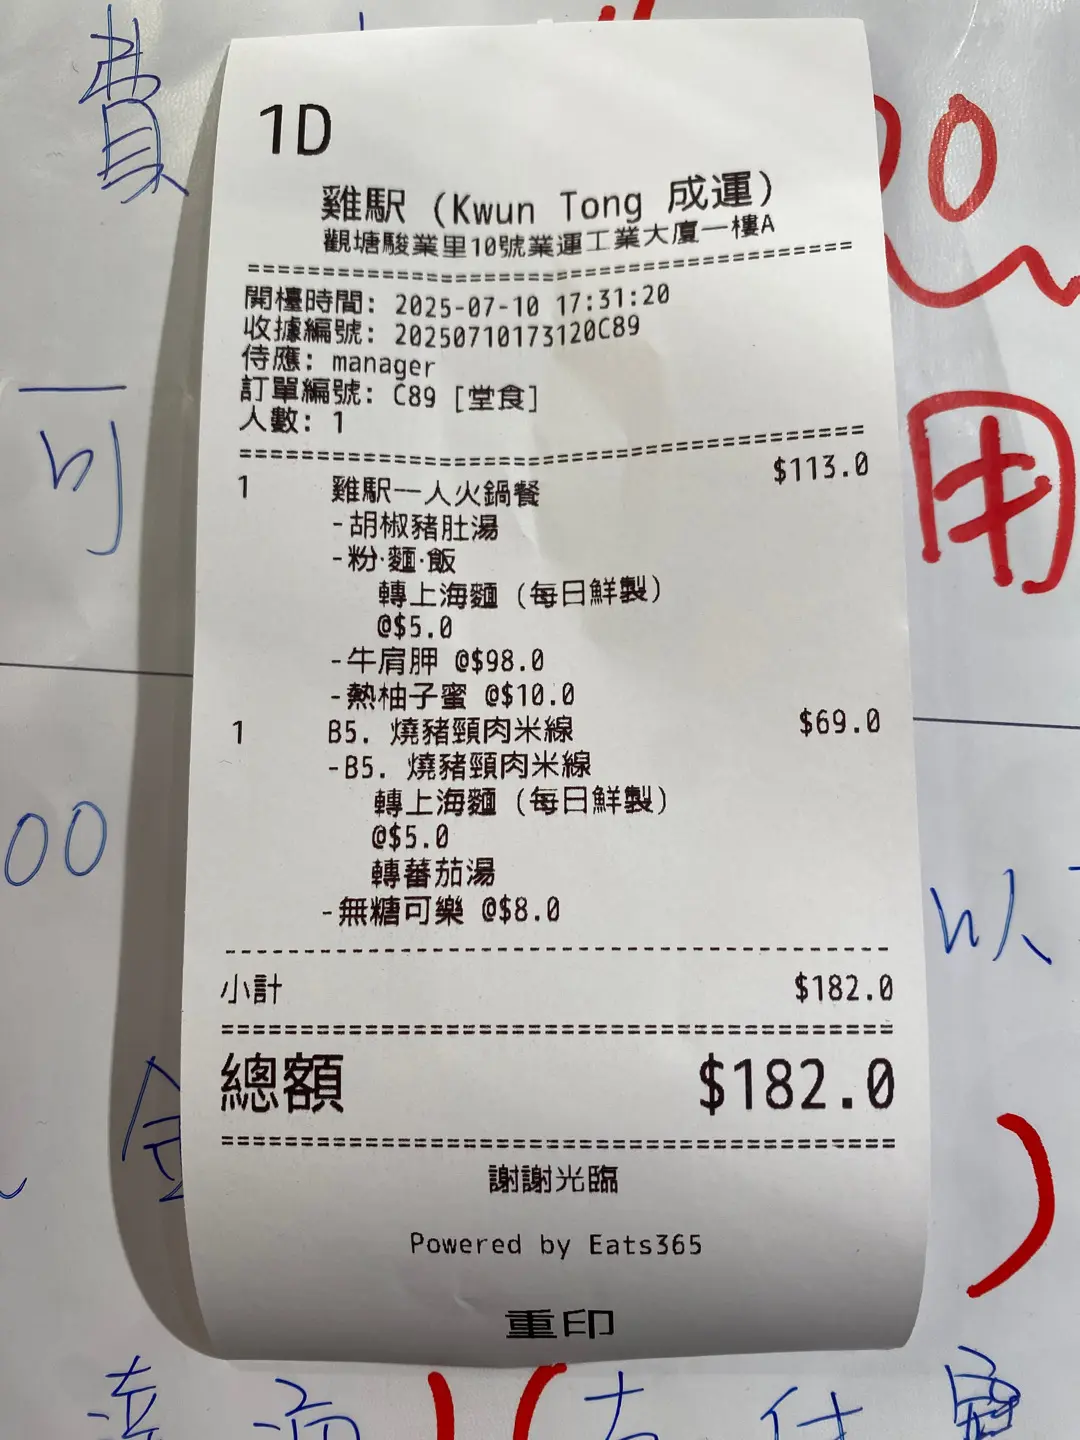 1D
雞駅 (Kwun Tong 成運)
觀塘駿業里10號業運工業大廈一樓A
開檯時間: 2025-07-10 17:31:20
收據編號: 20250710173120C89
侍應: manager
訂單編號: C89 [堂食]
人數: 1
1 雞駅一人火鍋餐 $113.0
-胡椒豬肚湯
-粉·麵·飯
轉上海麵 (每日鮮製)
@$5.0
-牛肩胛 @$98.0
-熱柚子蜜 @$10.0
1 B5. 燒豬頸肉米線 $69.0
-B5. 燒豬頸肉米線
轉上海麵 (每日鮮製)
@$5.0
轉蕃茄湯
-無糖可樂 @$8.0
小計 $182.0
總額 $182.0
謝謝光臨
Powered by Eats365
重印
費
可
00
用
以